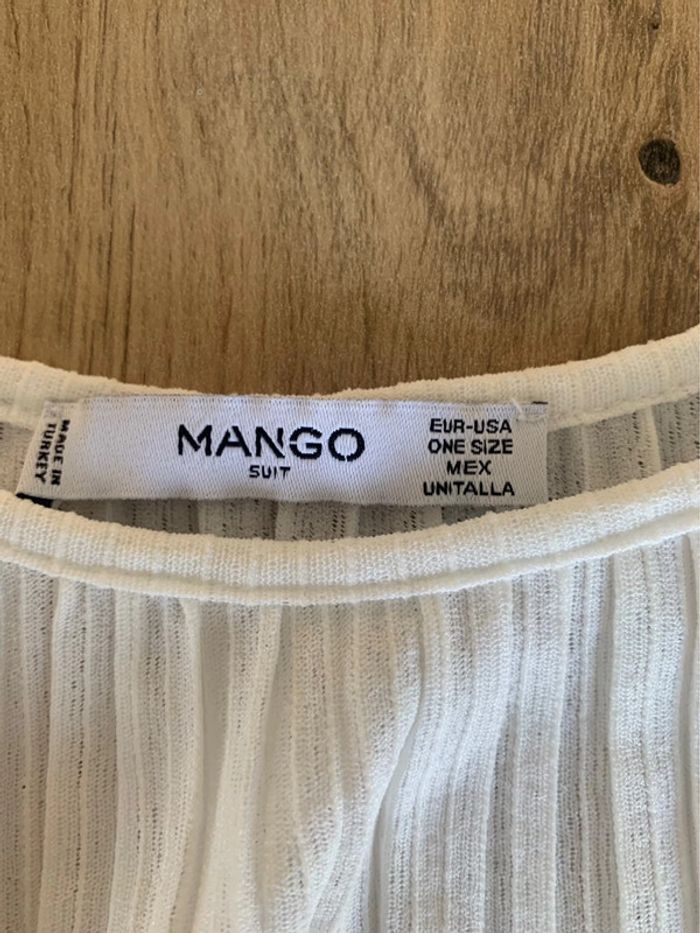 MADE IN
TURKEY
MANGO
SUIT
EUR-USA
ONE SIZE
MEX
UNITALLA